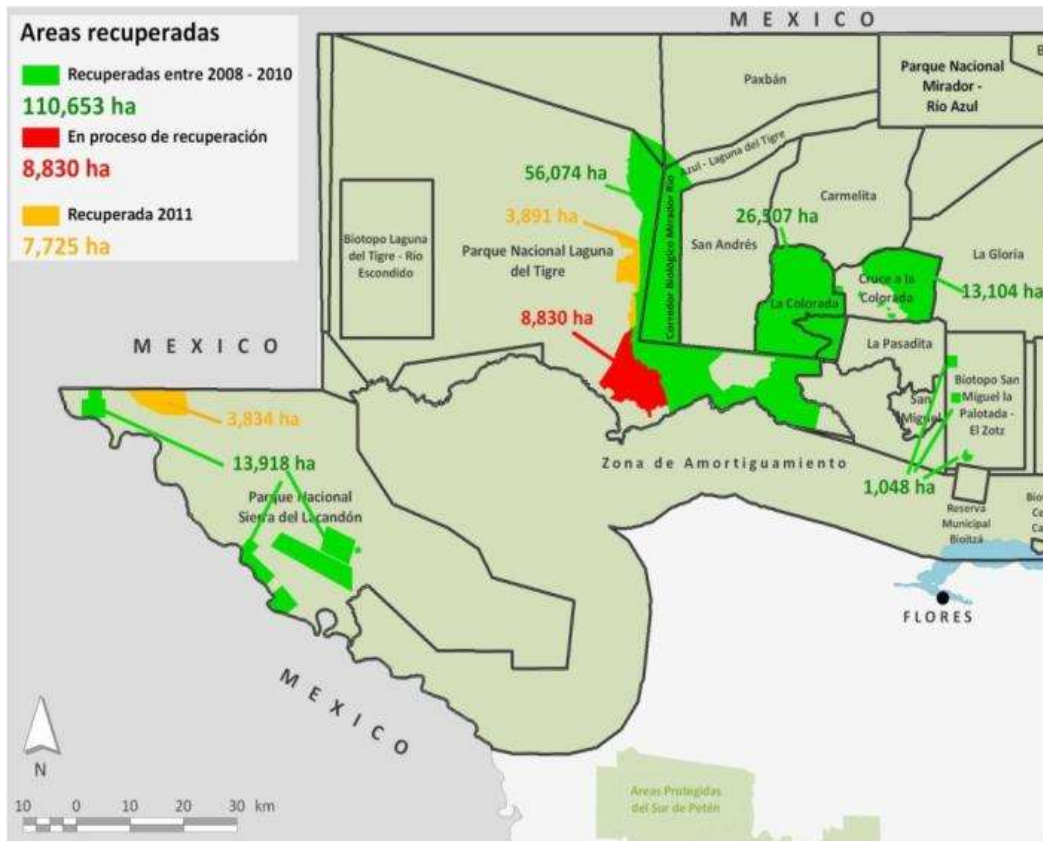 Areas recuperadas
Recuperadas entre 2008 - 2010
110,653 ha
En proceso de recuperación
8,830 ha
Recuperada 2011
7,725 ha
MEXICO
Paxbán
Parque Nacional
Mirador -
Río Azul
B
56,074 ha
Azul - Laguna del Tigre
Corredor Biológico Mirador Río
3,891 ha
Carmelita
26,507 ha
Biotopo Laguna
del Tigre - Río
Escondido
Parque Nacional Laguna
del Tigre
San Andrés
La Gloria
Cruce a la
Colorada
13,104 ha
La Colorada
8,830 ha
La Pasadita
MEXICO
Biotopo San
Miguel la
Palotada -
El Zotz
San
Miguel
3,834 ha
13,918 ha
Zona de Amortiguamiento
1,048 ha
Parque Nacional
Sierra del Lacandón
Reserva
Municipal
Bioitzá
Biot
Ce
Ca
FLORES
MEXICO
N
10 0 10 20 30 km
Areas Protegidas
del Sur de Petén